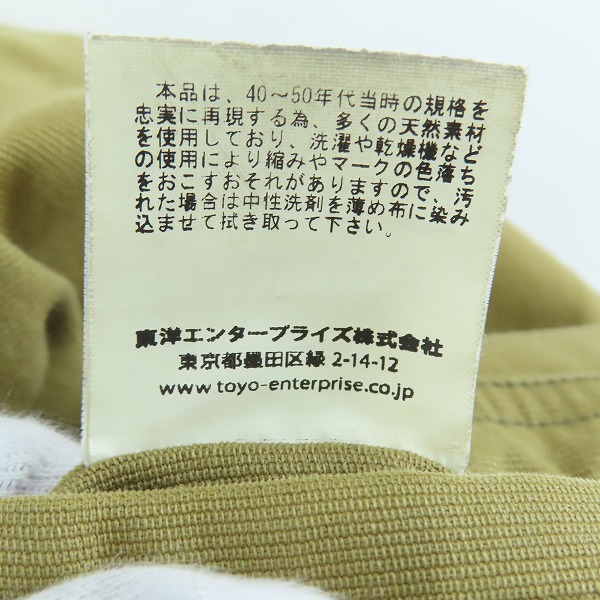 本品は、40～50年代当時の規格を
忠実に再現する為、多くの天然素材
を使用しており、洗濯や乾燥機など
の使用により縮みやマークの色落ち
をおこすおそれがありますので、汚
れた場合は中性洗剤を薄め布に染み
込ませて拭き取って下さい。
東洋エンタープライズ株式会社
東京都墨田区緑 2-14-12
www.toyo-enterprise.co.jp